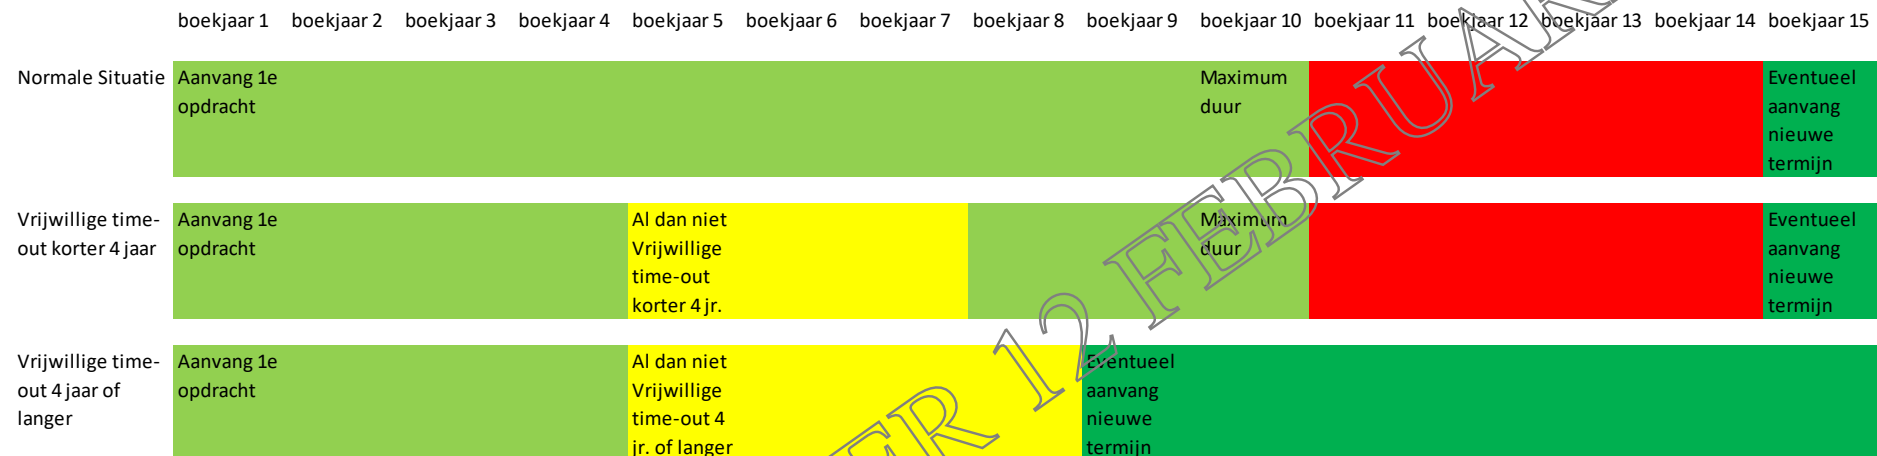 boekjaar 1 boekjaar 2 boekjaar 3 boekjaar 4 boekjaar 5 boekjaar 6 boekjaar 7 boekjaar 8 boekjaar 9 boekjaar 10 boekjaar 11 boekjaar 12 boekjaar 13 boekjaar 14 boekjaar 15
Normale Situatie Aanvang 1e Maximum Eventueel
opdracht duur aanvang
nieuwe
termijn
Vrijwillige time- Aanvang 1e Al dan niet Maximum Eventueel
out korter 4 jaar opdracht Vrijwillige duur aanvang
time-out nieuwe
korter 4 jr. termijn
Vrijwillige time- Aanvang 1e Al dan niet Eventueel
out 4 jaar of opdracht Vrijwillige aanvang
langer time-out 4 nieuwe
jr. of langer termijn
12 FEBRUA